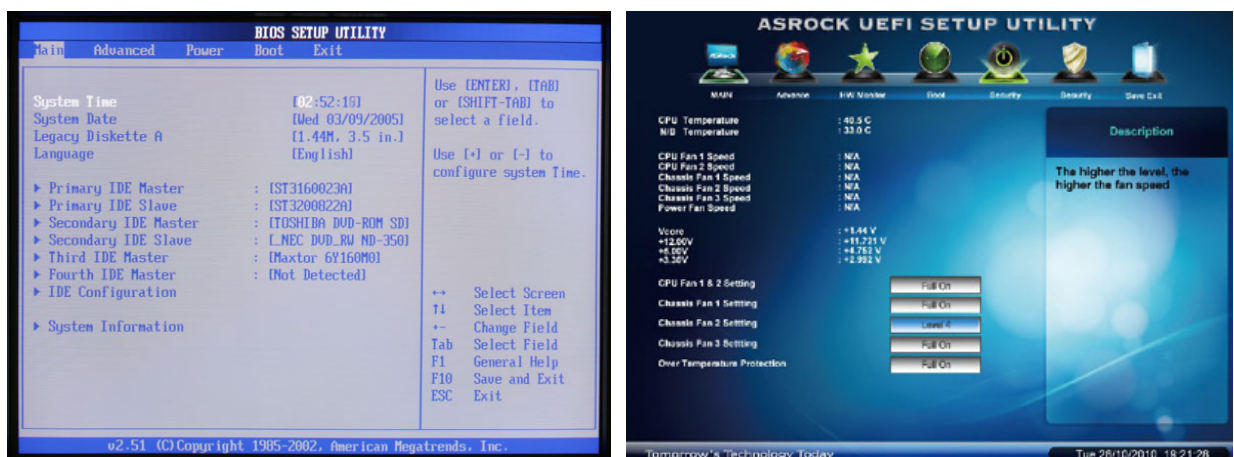 BIOS SETUP UTILITY
Main Advanced Power Boot Exit
System Time [02:52:18]
System Date [Wed 03/09/2005]
Legacy Diskette A [1.44M, 3.5 in.]
Language [English]
Primary IDE Master : [ST3160023A]
Primary IDE Slave : [ST3200822A]
Secondary IDE Master : [TOSHIBA DVD-ROM SD]
Secondary IDE Slave : [_NEC DVD_RW ND-350]
Third IDE Master : [Maxtor 6Y160M0]
Fourth IDE Master : [Not Detected]
IDE Configuration
System Information
Use [ENTER], [TAB]
or [SHIFT-TAB] to
select a field.
Use [+] or [-] to
configure system Time.
↔ Select Screen
↑↓ Select Item
+- Change Field
Tab Select Field
F1 General Help
F10 Save and Exit
ESC Exit
v2.51 (C)Copyright 1985-2002, American Megatrends, Inc.
ASROCK UEFI SETUP UTILITY
ASRock
MAIN Advance HW Monitor Boot Security Security Save Exit
CPU Temperature : 40.5 C
N/B Temperature : 33.0 C
CPU Fan 1 Speed : N/A
CPU Fan 2 Speed : N/A
Chassis Fan 1 Speed : N/A
Chassis Fan 2 Speed : N/A
Chassis Fan 3 Speed : N/A
Power Fan Speed : N/A
Vcore : +1.44 V
+12.00V : +11.721 V
+5.00V : +4.752 V
+3.30V : +2.992 V
CPU Fan 1 & 2 Setting Full On
Chassis Fan 1 Settting Full On
Chassis Fan 2 Settting Level 4
Chassis Fan 3 Settting Full On
Over Temperature Protection Full On
Description
The higher the level, the
higher the fan speed
Tomorrow's Technology Today Tue 26/10/2010 19:21:28